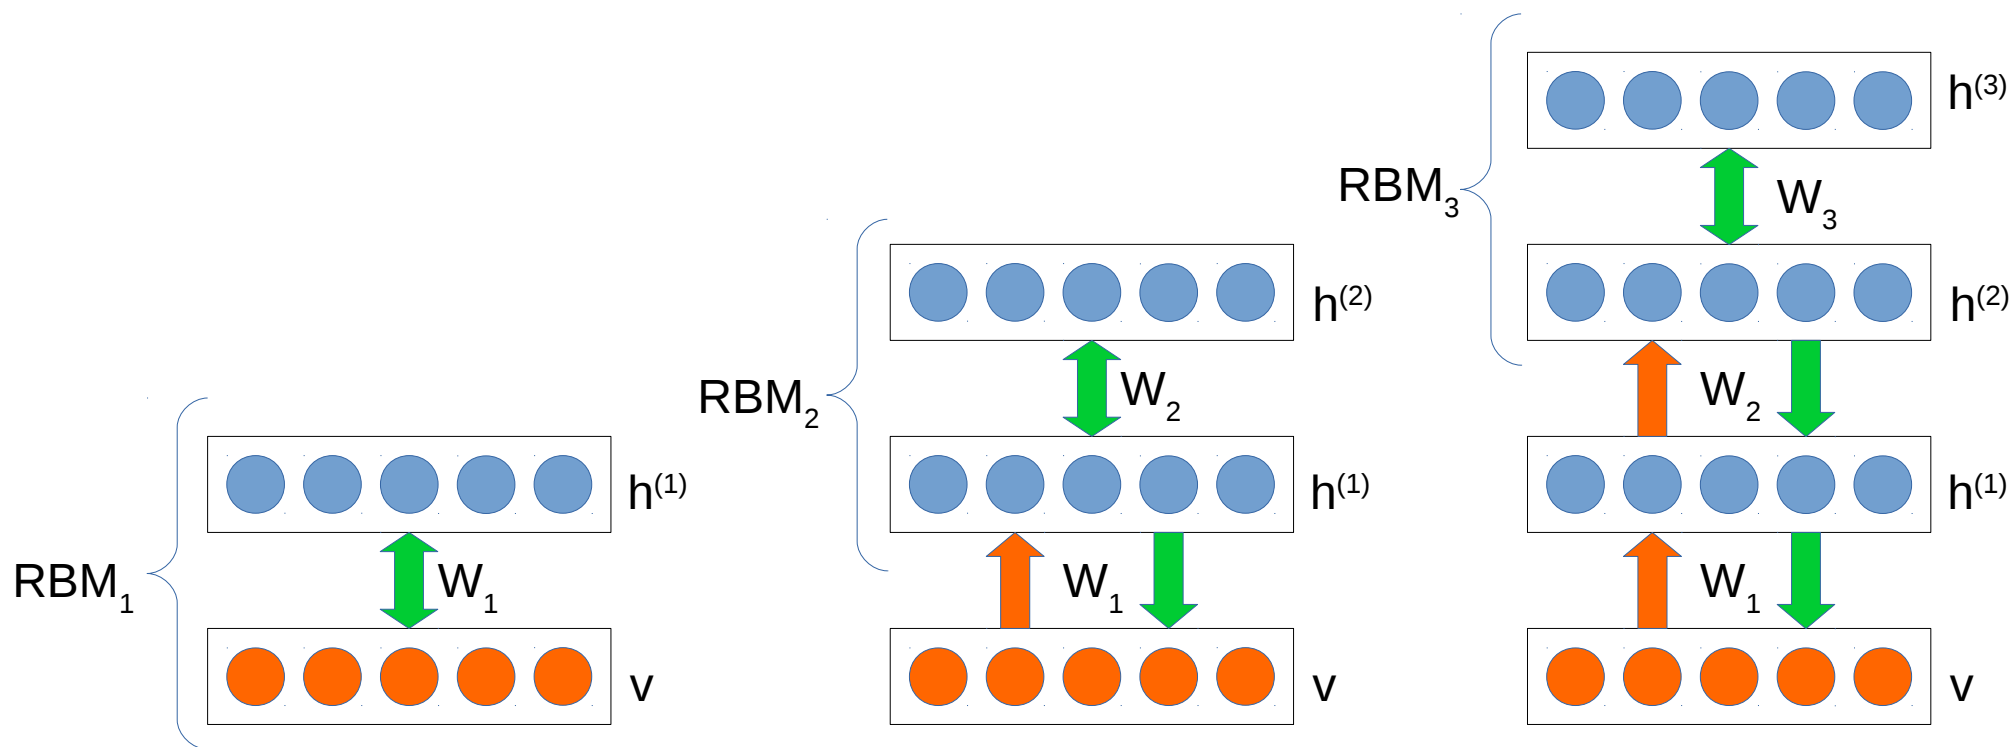 RBM₁
h⁽¹⁾
W₁
v
RBM₂
h⁽²⁾
W₂
h⁽¹⁾
W₁
v
RBM₃
h⁽³⁾
W₃
h⁽²⁾
W₂
h⁽¹⁾
W₁
v